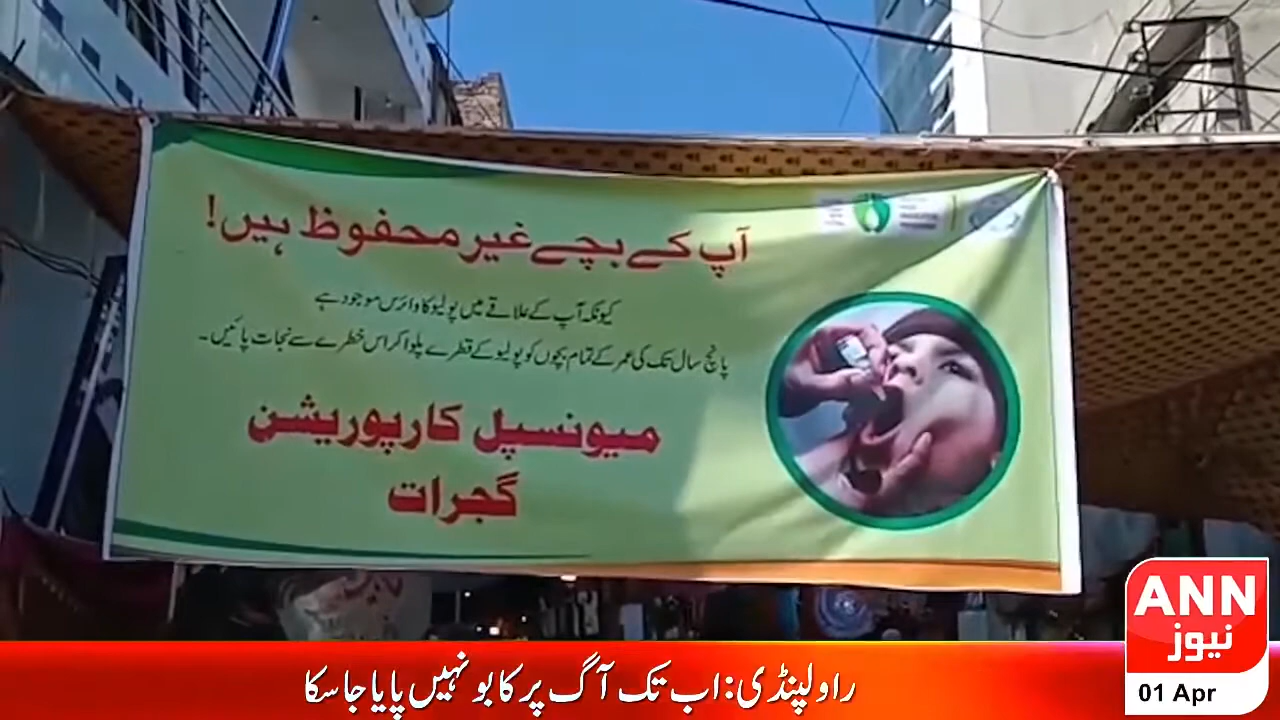 آپ کے بچے غیر محفوظ ہیں!
کیونکہ آپ کے علاقے میں پولیو کا وائرس موجود ہے
پانچ سال تک کی عمر کے تمام بچوں کو پولیو کے قطرے پلوا کر اس خطرے سے نجات پائیں۔
میونسپل کارپوریشن
گجرات
ANN
نیوز
01 Apr
راولپنڈی: اب تک آگ پر کابو نہیں پایا جاسکا